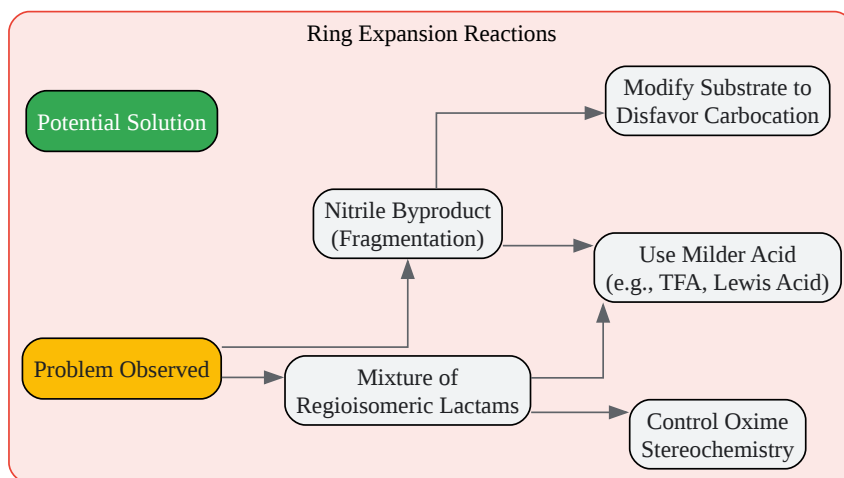 Ring Expansion Reactions
Potential Solution
Modify Substrate to
Disfavor Carbocation
Nitrile Byproduct
(Fragmentation)
Use Milder Acid
(e.g., TFA, Lewis Acid)
Problem Observed
Mixture of
Regioisomeric Lactams
Control Oxime
Stereochemistry